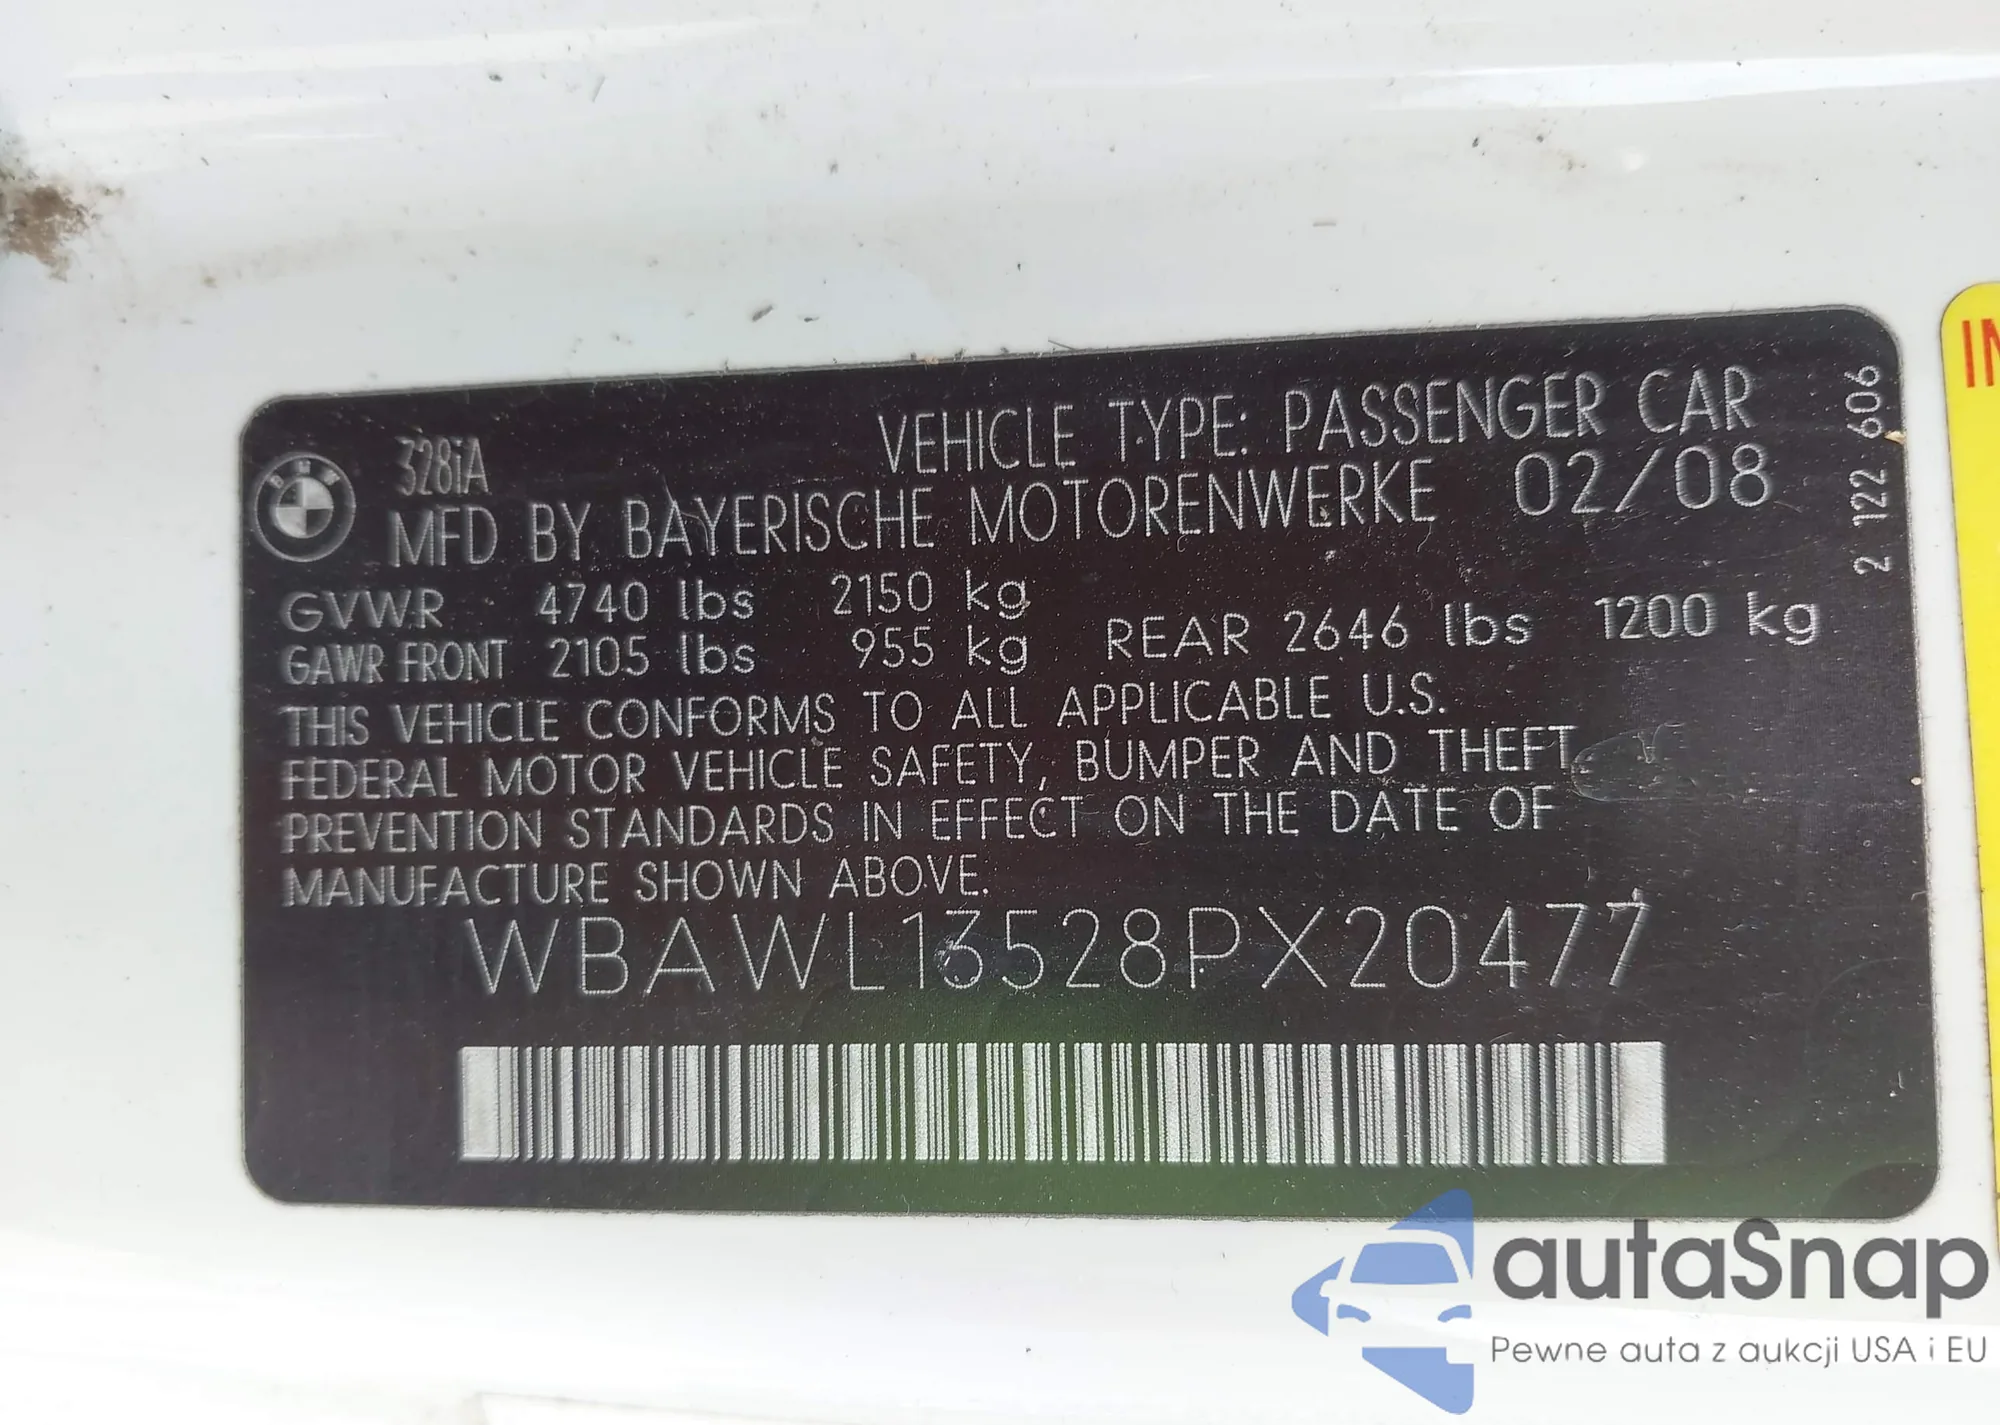 328iA
VEHICLE TYPE: PASSENGER CAR
MFD BY BAYERISCHE MOTORENWERKE 02/08
GVWR 4740 lbs 2150 kg
GAWR FRONT 2105 lbs 955 kg REAR 2646 lbs 1200 kg
THIS VEHICLE CONFORMS TO ALL APPLICABLE U.S.
FEDERAL MOTOR VEHICLE SAFETY, BUMPER AND THEFT
PREVENTION STANDARDS IN EFFECT ON THE DATE OF
MANUFACTURE SHOWN ABOVE.
WBAWL13528PX20477
2 122 606
BMW
autaSnap
Pewne auta z aukcji USA i EU